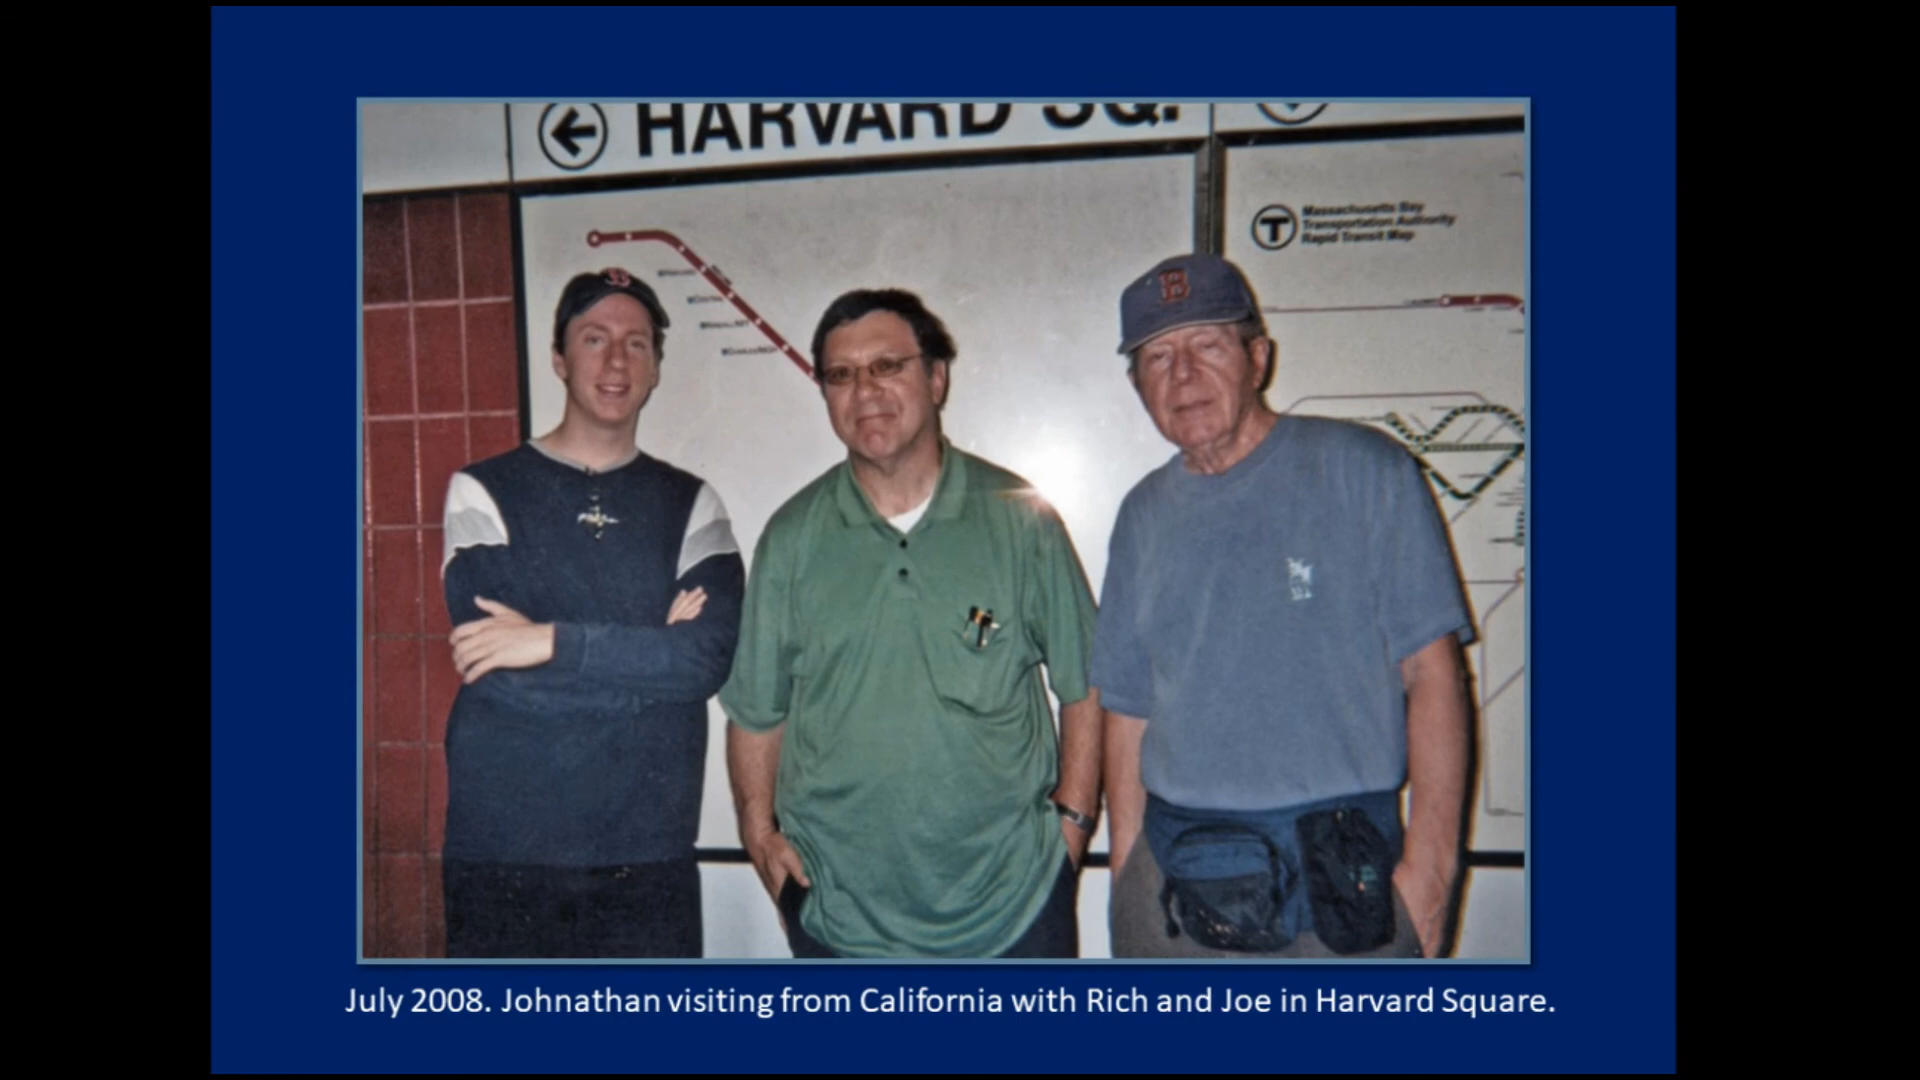 HARVARD SQ.
Massachusetts Bay
Transportation Authority
Rapid Transit Map
T
B
B
July 2008. Johnathan visiting from California with Rich and Joe in Harvard Square.